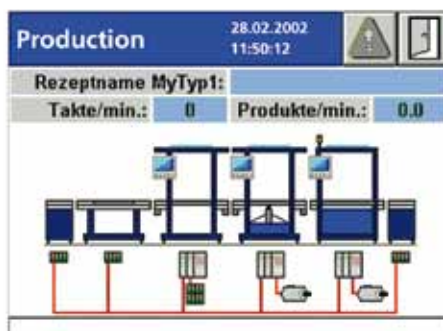 Production
28.02.2002
11:50:12
Rezeptname MyTyp1:
Takte/min.: 0 Produkte/min.: 0.0